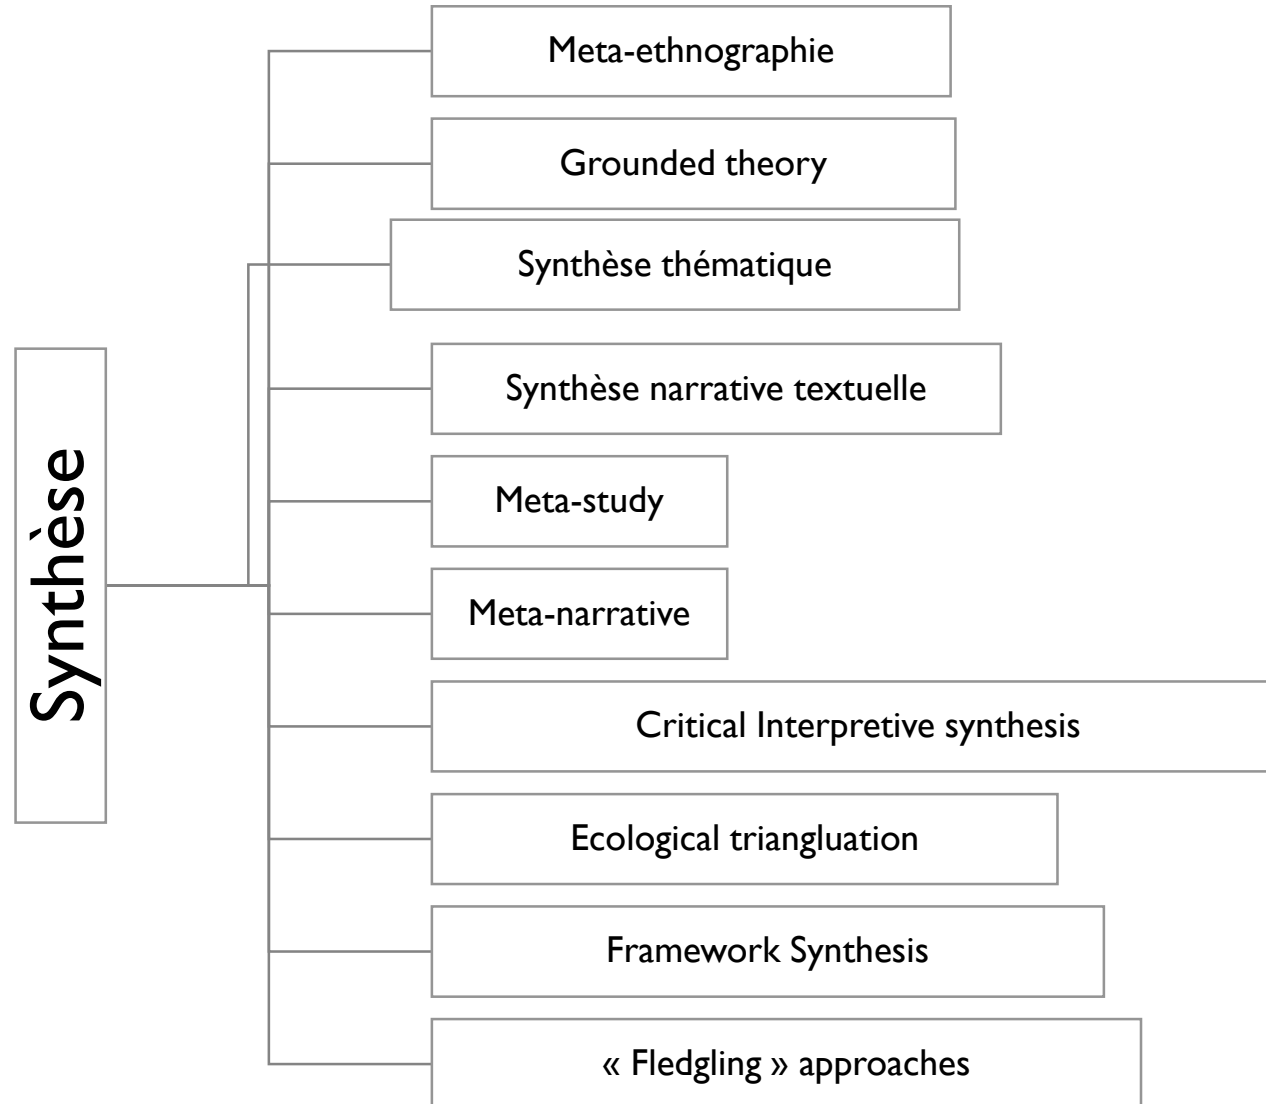 Meta-ethnographie
Grounded theory
Synthèse thématique
Synthèse narrative textuelle
Synthèse
Meta-study
Meta-narrative
Critical Interpretive synthesis
Ecological triangluation
Framework Synthesis
« Fledgling » approaches